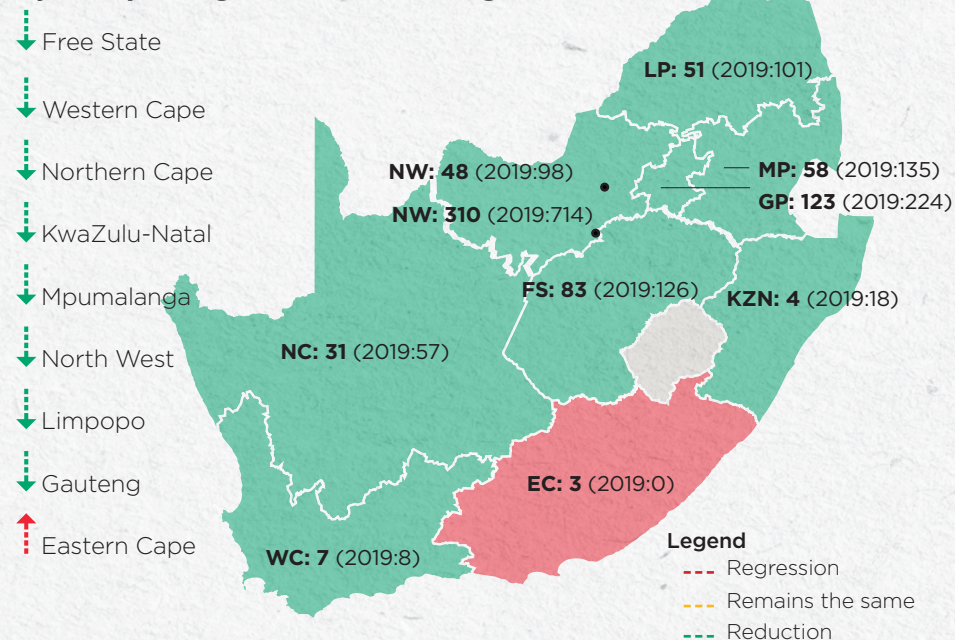 Free State
Western Cape
Northern Cape
KwaZulu-Natal
Mpumalanga
North West
Limpopo
Gauteng
Eastern Cape
LP: 51 (2019:101)
NW: 48 (2019:98)
MP: 58 (2019:135)
GP: 123 (2019:224)
NW: 310 (2019:714)
FS: 83 (2019:126)
KZN: 4 (2019:18)
NC: 31 (2019:57)
EC: 3 (2019:0)
WC: 7 (2019:8)
Legend
Regression
Remains the same
Reduction